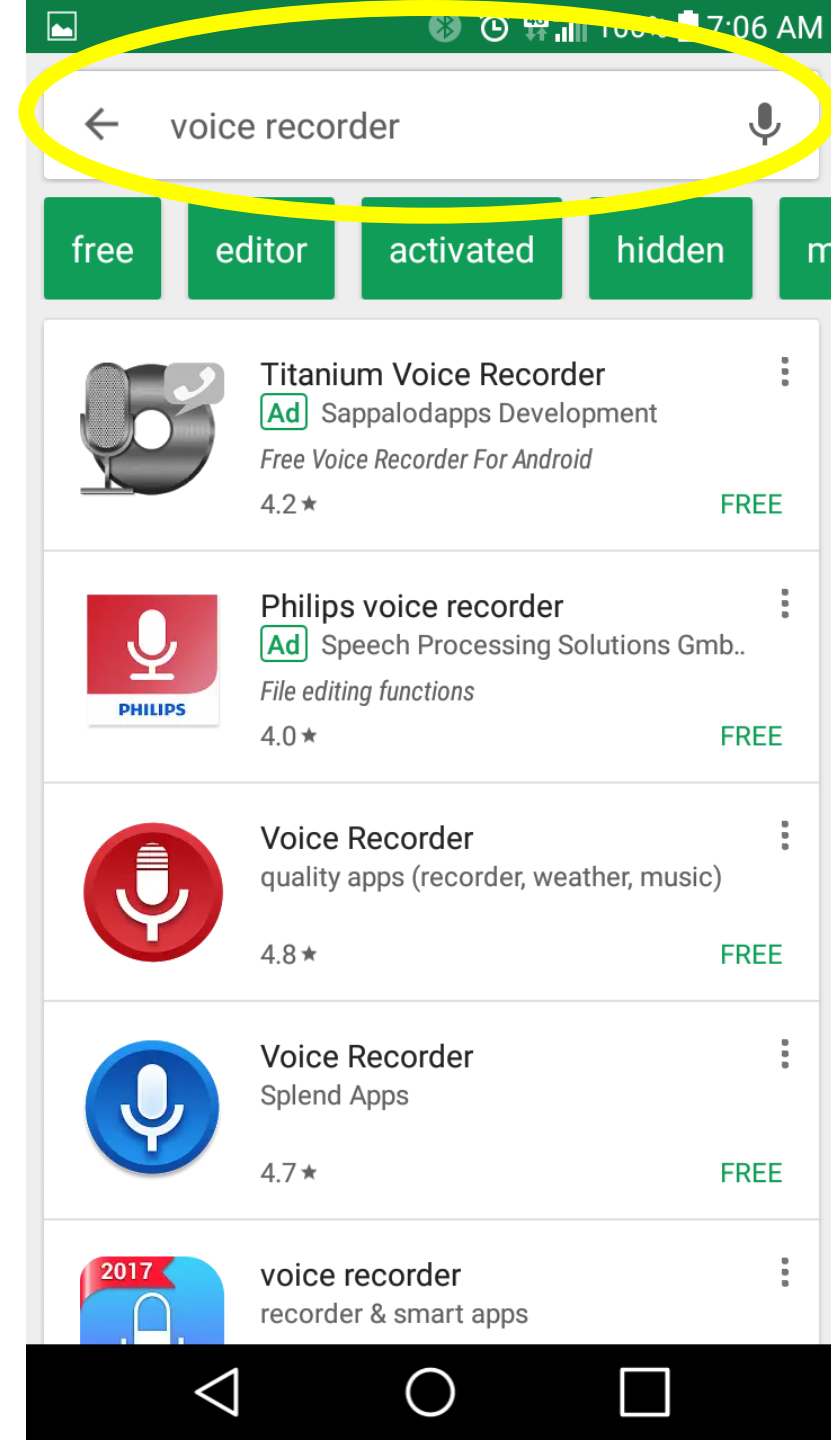 7:06 AM
voice recorder
free editor activated hidden
Titanium Voice Recorder
Ad Sappalodapps Development
Free Voice Recorder For Android
4.2★ FREE
Philips voice recorder
Ad Speech Processing Solutions Gmb..
PHILIPS
File editing functions
4.0★ FREE
Voice Recorder
quality apps (recorder, weather, music)
4.8★ FREE
Voice Recorder
Splend Apps
4.7★ FREE
2017
voice recorder
recorder & smart apps